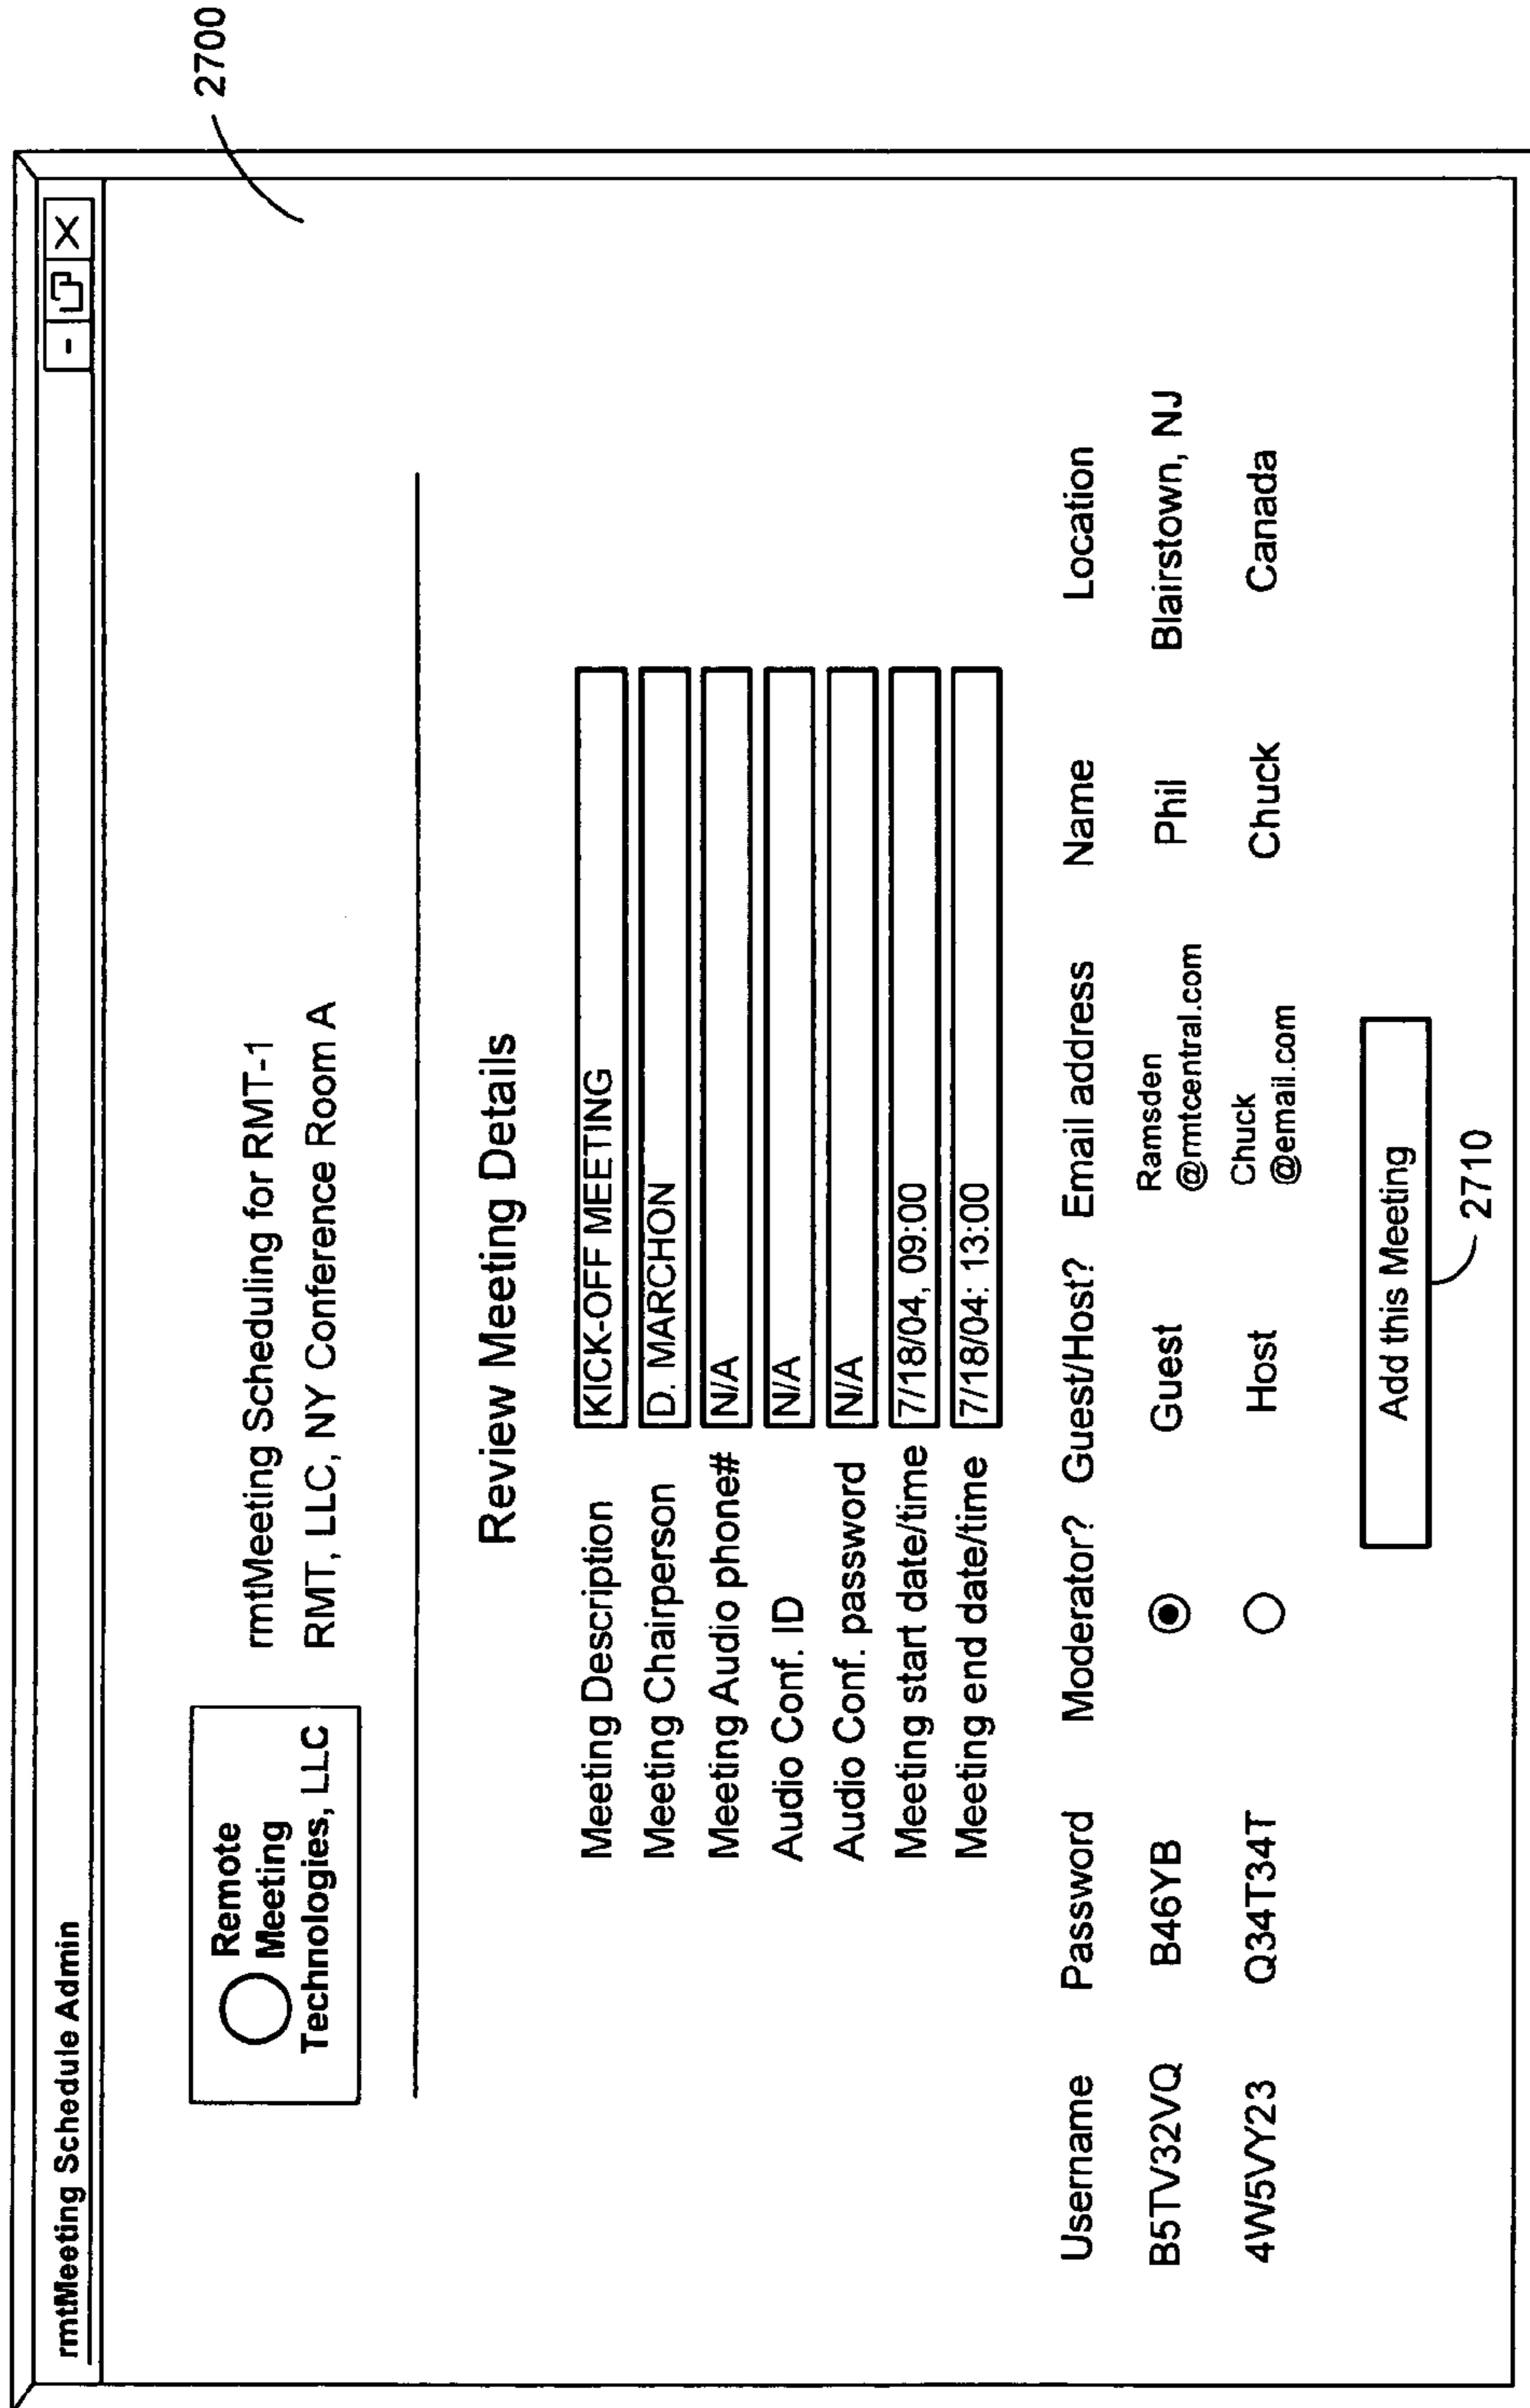 rmtMeeting Schedule Admin
2700
Remote
Meeting
Technologies, LLC
rmtMeeting Scheduling for RMT-1
RMT, LLC, NY Conference Room A
Review Meeting Details
Meeting Description KICK-OFF MEETING
Meeting Chairperson D. MARCHON
Meeting Audio phone# N/A
Audio Conf. ID N/A
Audio Conf. password N/A
Meeting start date/time 7/18/04, 09:00
Meeting end date/time 7/18/04: 13:00
Username Password Moderator? Guest/Host? Email address Name Location
B5TV32VQ B46YB Guest Ramsden @rmtcentral.com Phil Blairstown, NJ
4W5VY23 Q34T34T Host Chuck @email.com Chuck Canada
Add this Meeting
2710